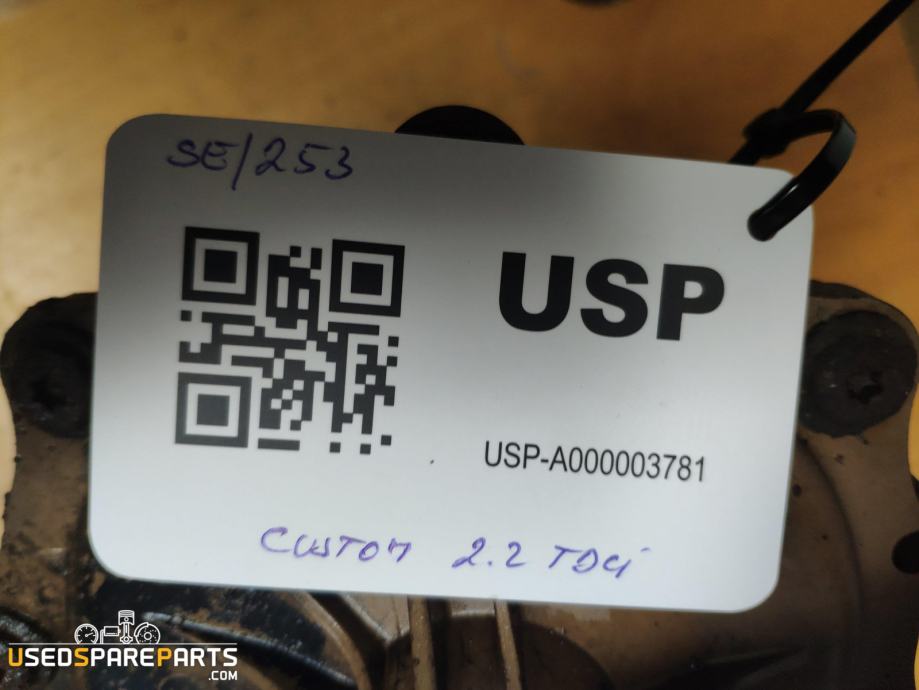 SE/253
USP
USP-A000003781
CUSTOM 2.2 TDCi
USEDSPAREPARTS
.COM